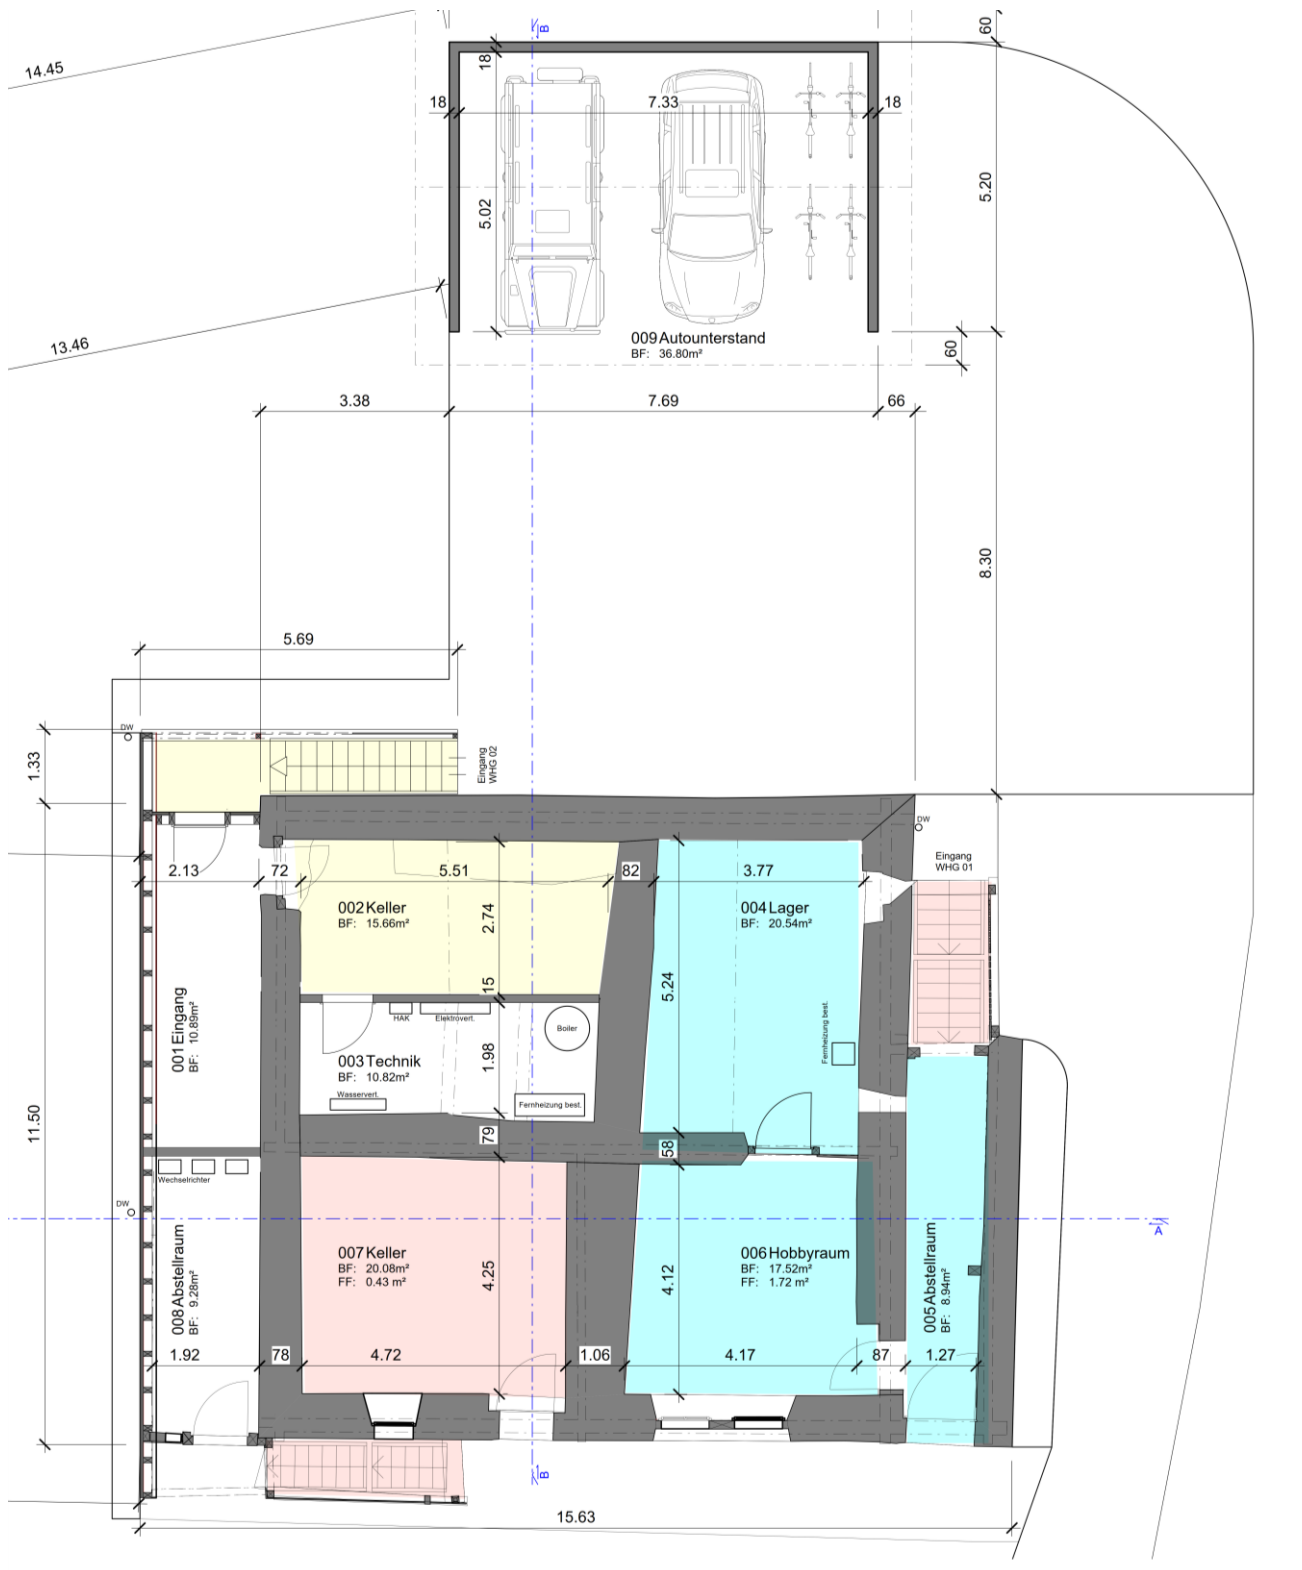 60
B
14.45
18
18
7.33
18
5.20
5.02
13.46
009 Autounterstand
BF: 36.80m²
60
3.38
7.69
66
8.30
5.69
DW
1.33
Eingang
WHG 02
DW
Eingang
WHG 01
2.13
72
5.51
82
3.77
002 Keller
BF: 15.66m²
2.74
004 Lager
BF: 20.54m²
15
5.24
001 Eingang
BF: 10.89m²
HAK
Elektrovert.
Boiler
Fernheizung best.
003 Technik
BF: 10.82m²
1.98
Wasservert.
Fernheizung best.
11.50
79
58
Wechselrichter
DW
A
008 Abstellraum
BF: 9.28m²
007 Keller
BF: 20.08m²
FF: 0.43 m²
4.25
4.12
006 Hobbyraum
BF: 17.52m²
FF: 1.72 m²
005 Abstellraum
BF: 8.94m²
1.92
78
4.72
1.06
4.17
87
1.27
B
15.63